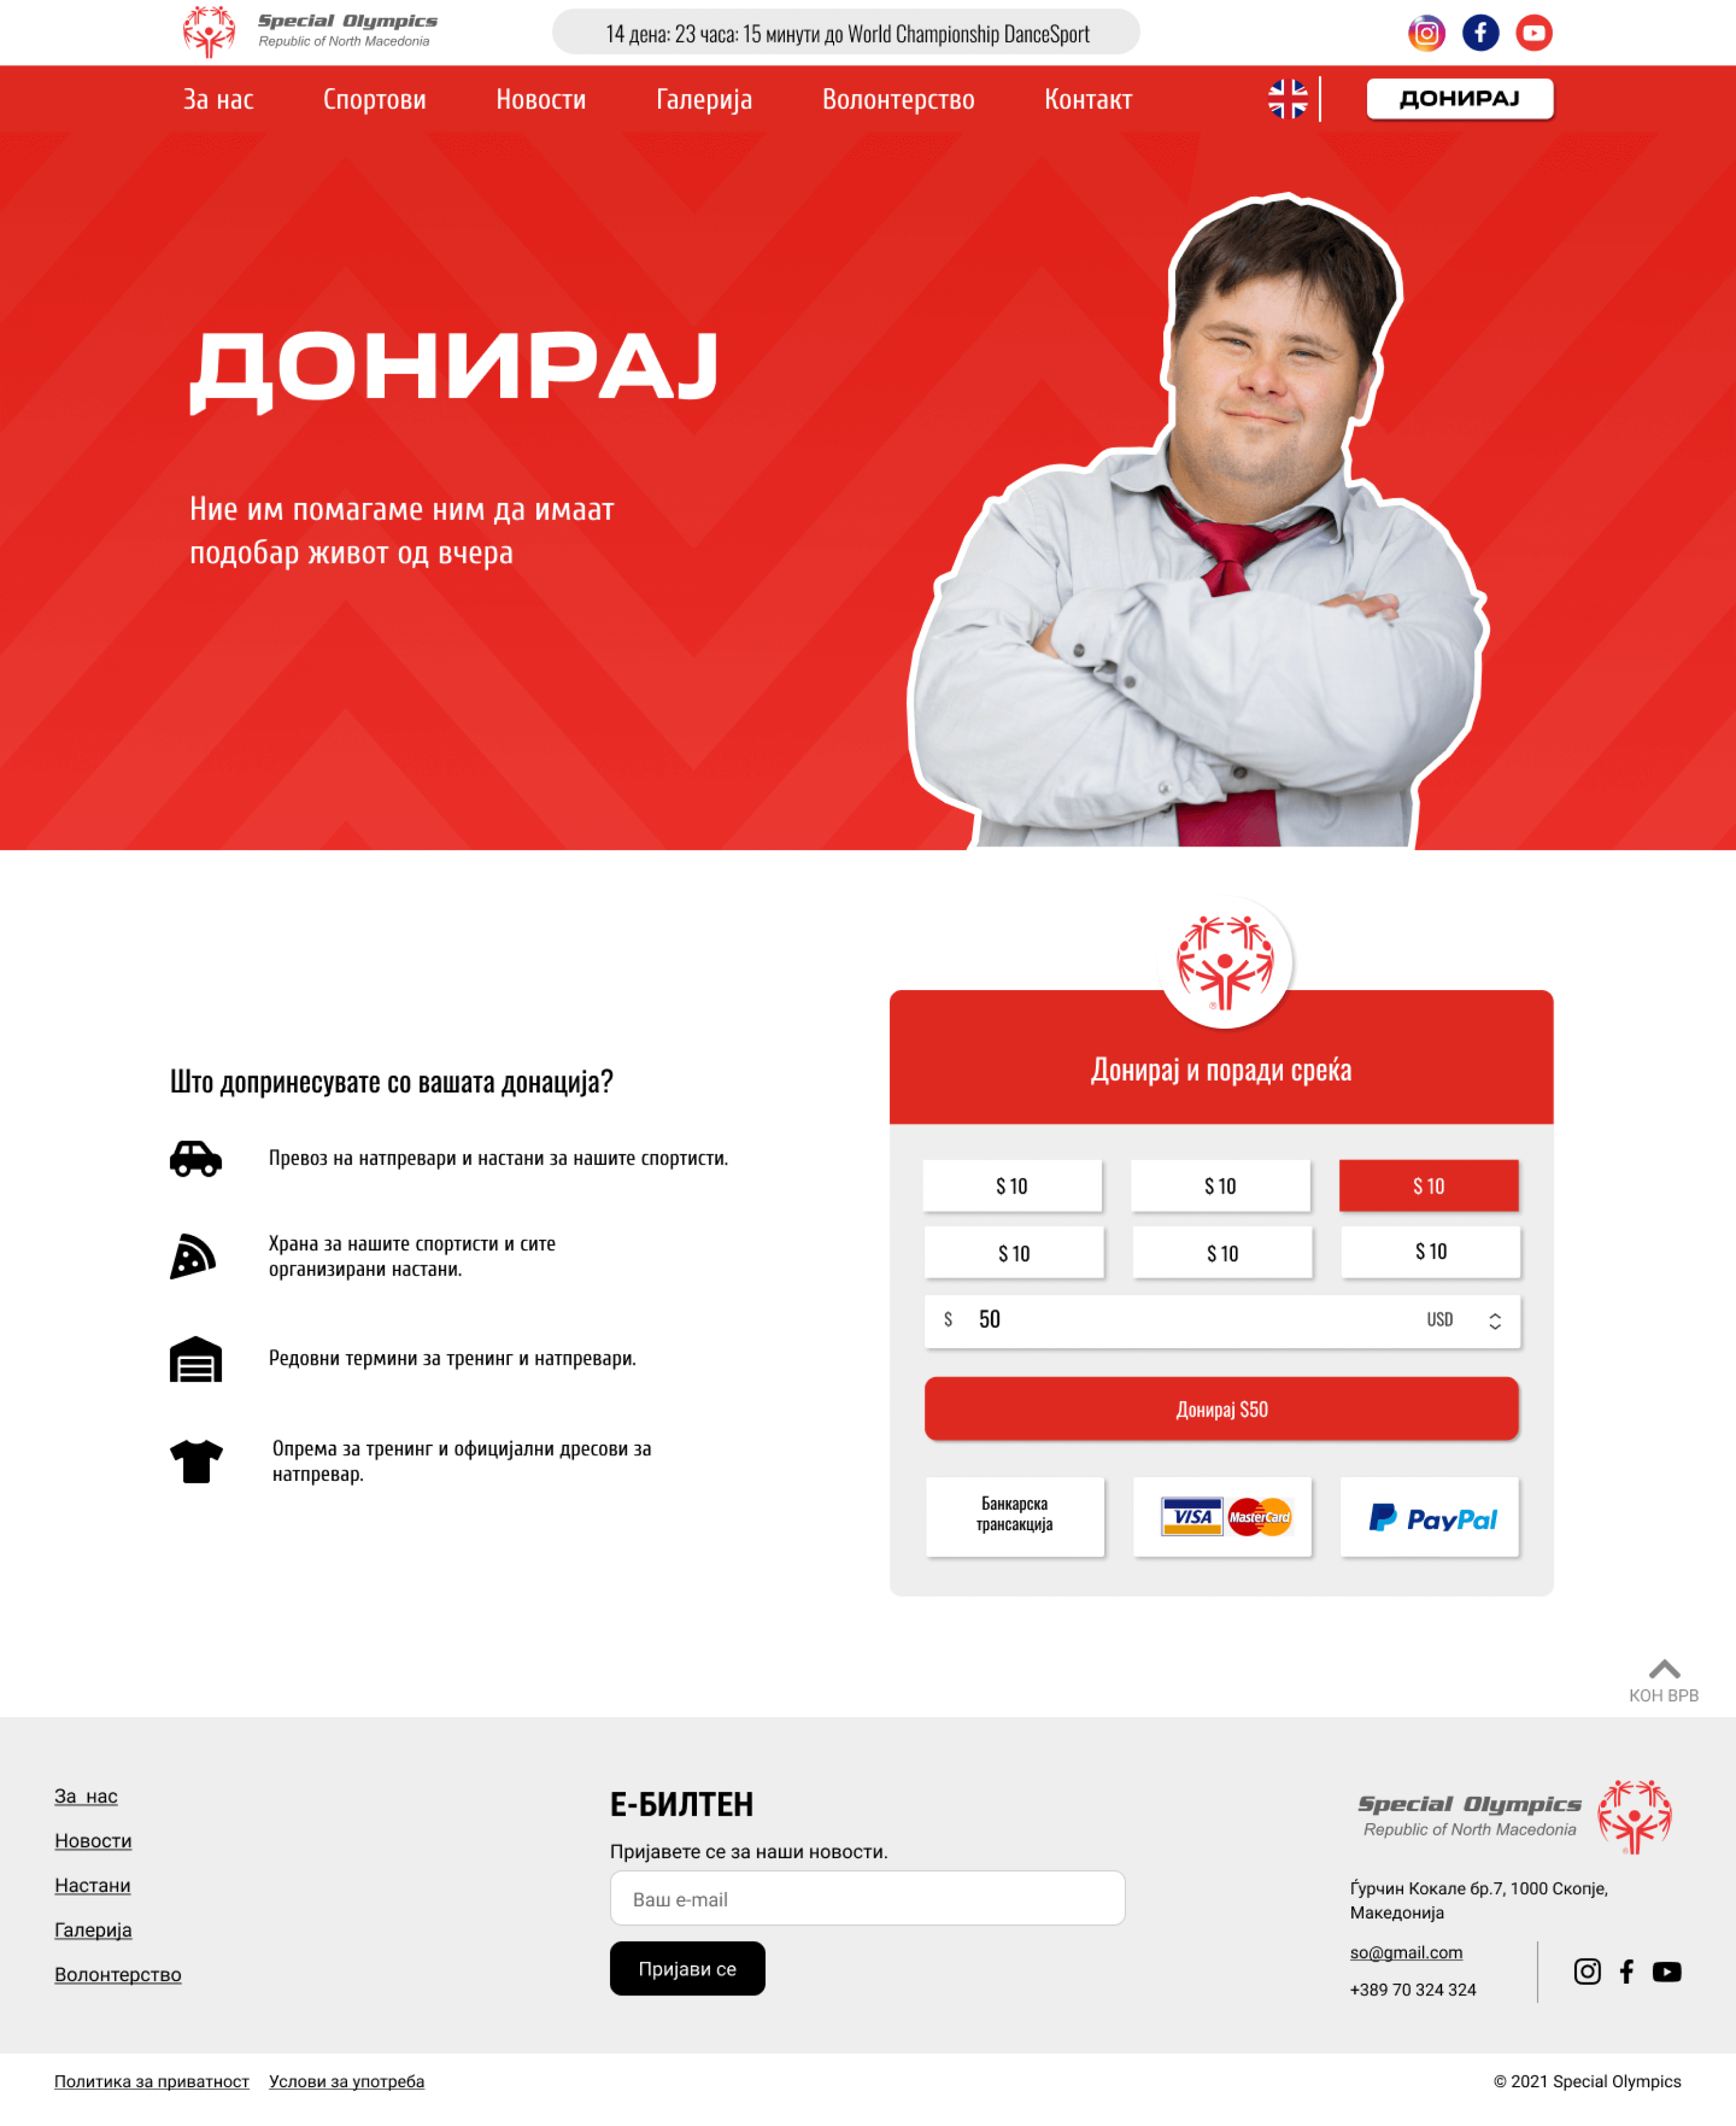 Special Olympics
Republic of North Macedonia
14 дена: 23 часа: 15 минути до World Championship DanceSport
За нас
Спортови
Новости
Галерија
Волонтерство
Контакт
ДОНИРАЈ
ДОНИРАЈ
Ние им помагаме ним да имаат
подобар живот од вчера
Што допринесувате со вашата донација?
Превоз на натпревари и настани за нашите спортисти.
Храна за нашите спортисти и сите
организирани настани.
Редовни термини за тренинг и натпревари.
Опрема за тренинг и официјални дресови за
натпревар.
®
Донирај и поради среќа
$ 10
$ 10
$ 10
$ 10
$ 10
$ 10
$ 50 USD
Донирај $50
Банкарска
трансакција
VISA
MasterCard
PayPal
КОН ВРВ
За нас
Новости
Настани
Галерија
Волонтерство
Е-БИЛТЕН
Пријавете се за наши новости.
Ваш e-mail
Пријави се
Special Olympics
Republic of North Macedonia
Ѓурчин Кокале бр.7, 1000 Скопје,
Македонија
so@gmail.com
+389 70 324 324
Политика за приватност
Услови за употреба
© 2021 Special Olympics